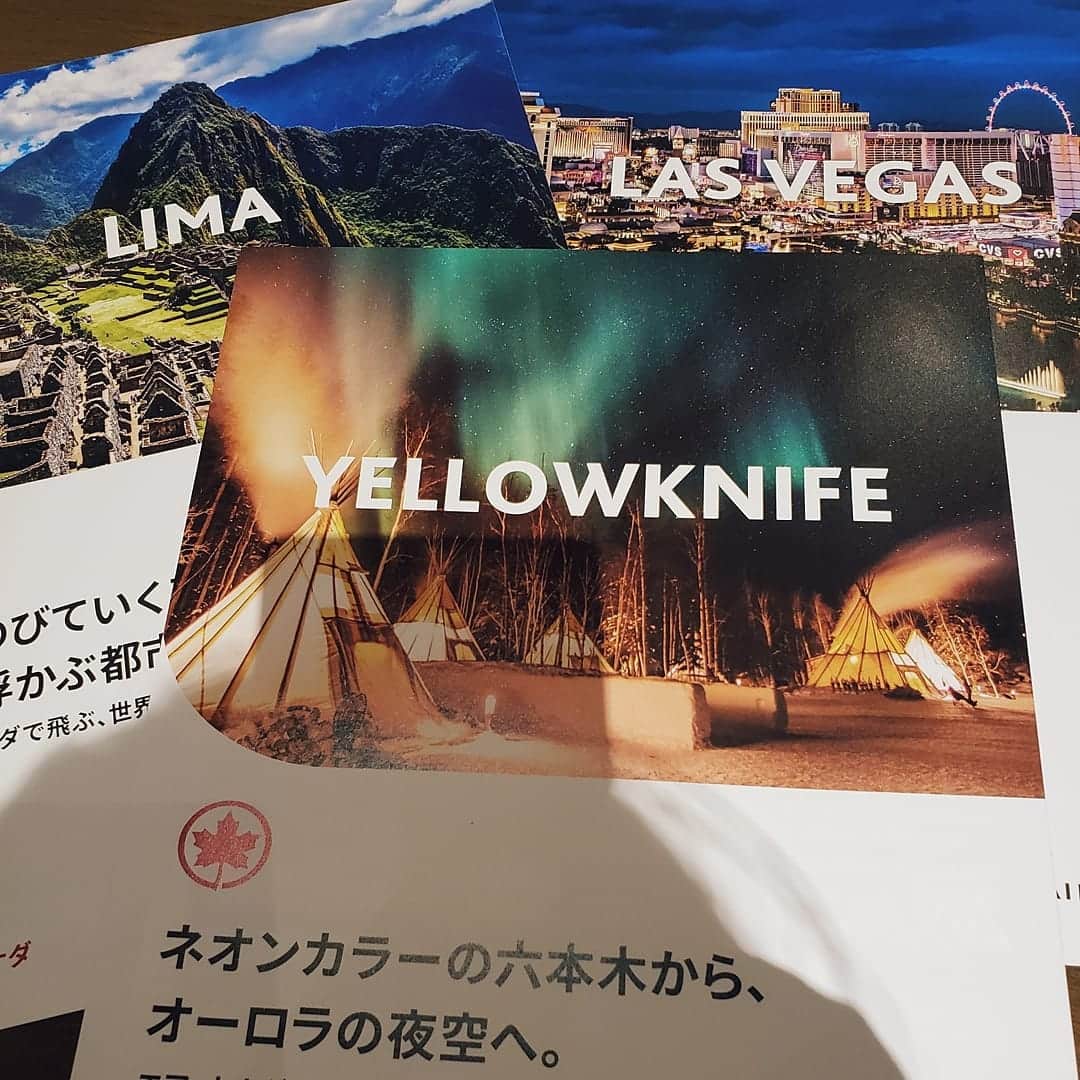 LIMA
LAS VEGAS
CVS
CVS
YELLOWKNIFE
のびていく
浮かぶ都市
ダで飛ぶ、世界
ネオンカラーの六本木から、
オーロラの夜空へ。
ーダ